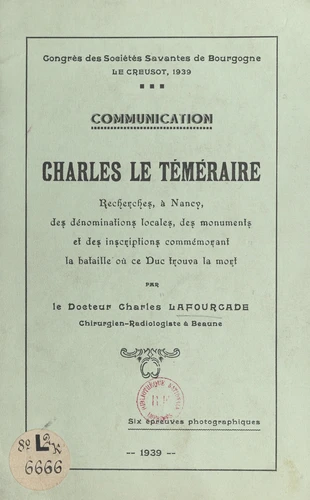 Congrès des Sociétés Savantes de Bourgogne
LE CREUSOT, 1939
COMMUNICATION
CHARLES LE TÉMÉRAIRE
Recherches, à Nancy,
des dénominations locales, des monuments
et des inscriptions commémorant
la bataille où ce Duc trouva la mort
PAR
le Docteur Charles LAFOURCADE
Chirurgien-Radiologiste à Beaune
Six épreuves photographiques
6666
-- 1939 --